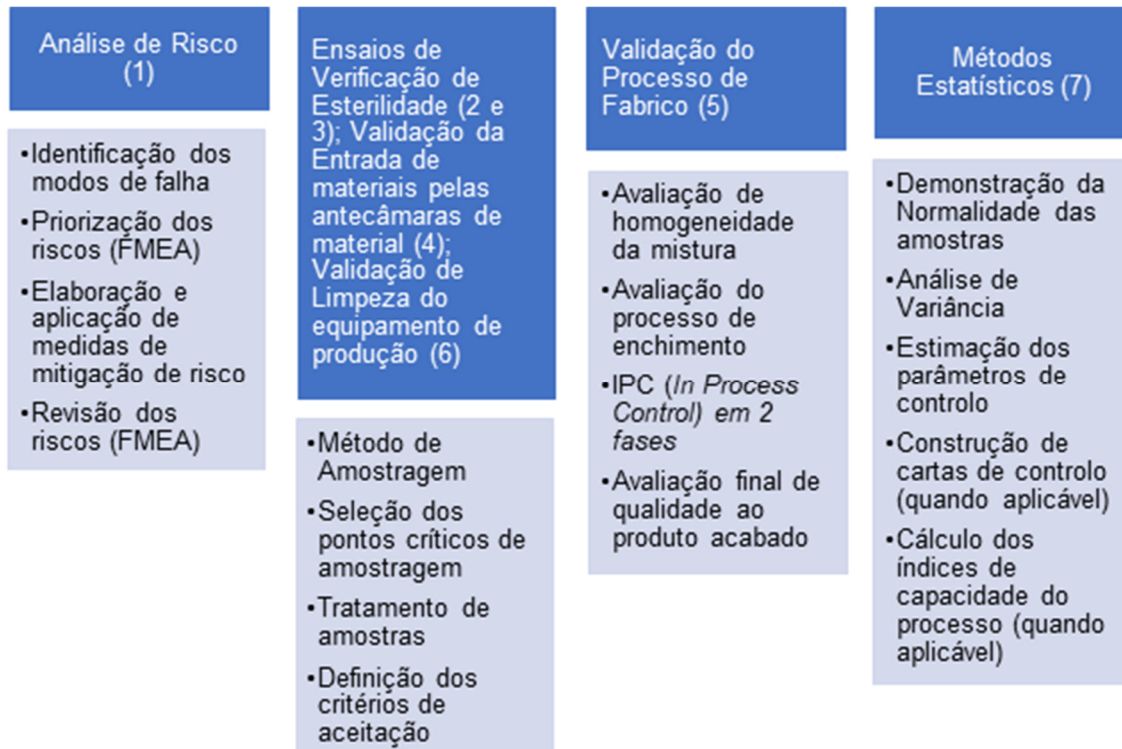 Análise de Risco
(1)
•Identificação dos
modos de falha
•Priorização dos
riscos (FMEA)
•Elaboração e
aplicação de
medidas de
mitigação de risco
•Revisão dos
riscos (FMEA)
Ensaios de
Verificação de
Esterilidade (2 e
3); Validação da
Entrada de
materiais pelas
antecâmaras de
material (4);
Validação de
Limpeza do
equipamento de
produção (6)
•Método de
Amostragem
•Seleção dos
pontos críticos de
amostragem
•Tratamento de
amostras
•Definição dos
critérios de
aceitação
Validação do
Processo de
Fabrico (5)
•Avaliação de
homogeneidade
da mistura
•Avaliação do
processo de
enchimento
•IPC (In Process
Control) em 2
fases
•Avaliação final de
qualidade ao
produto acabado
Métodos
Estatísticos (7)
•Demonstração da
Normalidade das
amostras
•Análise de
Variância
•Estimação dos
parâmetros de
controlo
•Construção de
cartas de controlo
(quando aplicável)
•Cálculo dos
índices de
capacidade do
processo (quando
aplicável)